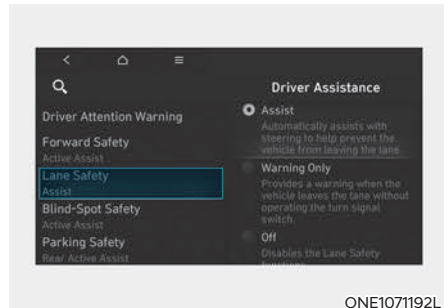 Driver Assistance
Driver Attention Warning
Forward Safety
Active Assist
Lane Safety
Assist
Blind-Spot Safety
Active Assist
Parking Safety
Rear Active Assist
Assist
Automatically assists with
steering to help prevent the
vehicle from leaving the lane.
Warning Only
Provides a warning when the
vehicle leaves the lane without
operating the turn signal
switch.
Off
Disables the Lane Safety
functions.
ONE1071192L